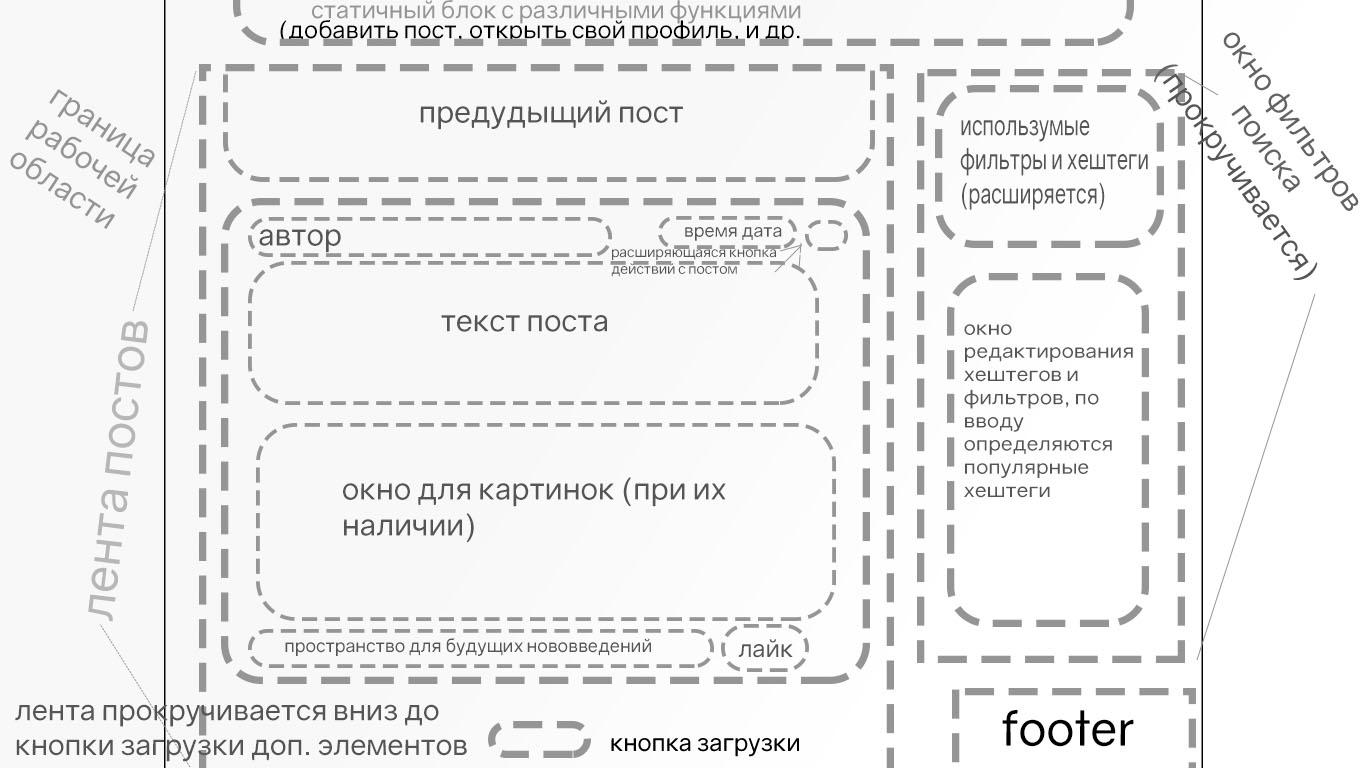 статичный блок с различными функциями
(добавить пост, открыть свой профиль, и др.
граница
рабочей
области
лента постов
предудыщий пост
автор
время дата
расширяющаяся кнопка
действий с постом
текст поста
окно для картинок (при их
наличии)
пространство для будущих нововведений
лайк
лента прокручивается вниз до
кнопки загрузки доп. элементов
кнопка загрузки
окно фильтров
поиска
(прокручивается)
использумые
фильтры и хештеги
(расширяется)
окно
редактирования
хештегов и
фильтров, по
вводу
определяются
популярные
хештеги
footer